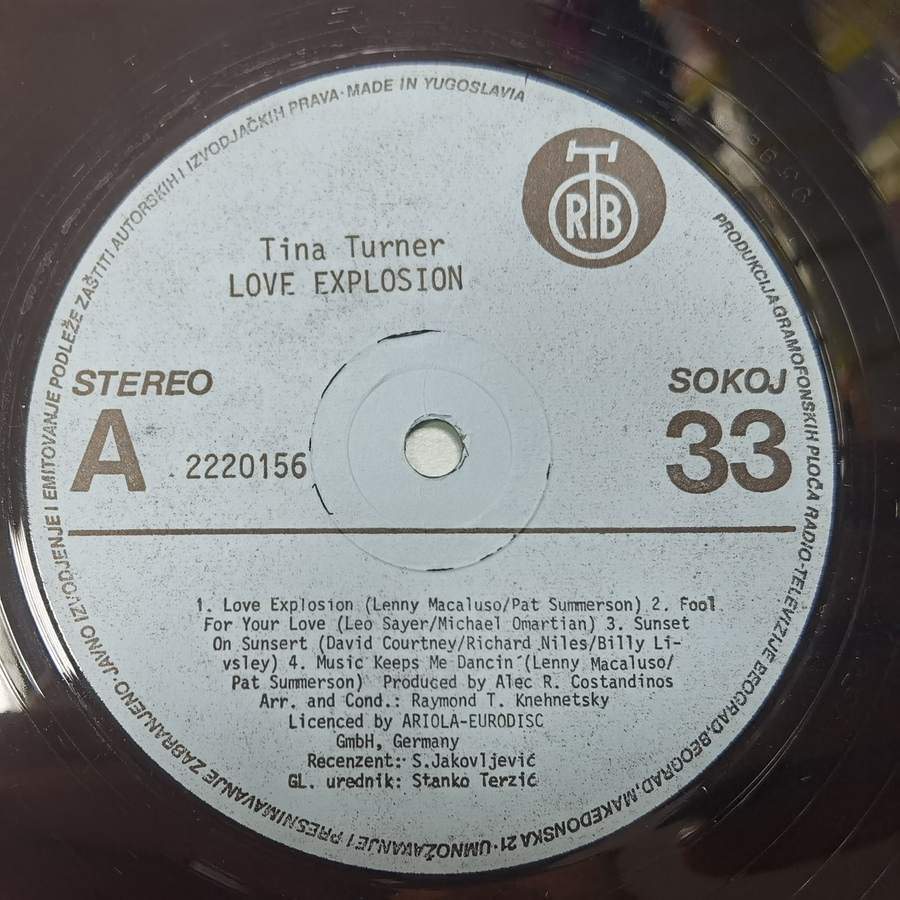 PRODUKCIJA GRAMOFONSKIH PLOČA RADIO-TELEVIZIJE BEOGRAD, BEOGRAD, MAKEDONSKA 21 · UMNOŽAVANJE I PRESNIMAVANJE ZABRANJENO · JAVNO IZVODJENJE I EMITOVANJE PODLEŽE ZAŠTITI AUTORSKIH I IZVODJAČKIH PRAVA · MADE IN YUGOSLAVIA
RTB
Tina Turner
LOVE EXPLOSION
STEREO
SOKOJ
A
2220156
33
1. Love Explosion (Lenny Macaluso/Pat Summerson) 2. Fool
For Your Love (Leo Sayer/Michael Omartian) 3. Sunset
On Sunsert (David Courtney/Richard Niles/Billy Li-
vsley) 4. Music Keeps Me Dancin´(Lenny Macaluso/
Pat Summerson) Produced by Alec R. Costandinos
Arr. and Cond.: Raymond T. Knehnetsky
Licenced by ARIOLA-EURODISC
GmbH, Germany
Recenzent: S.Jakovljević
GL. urednik: Stanko Terzić